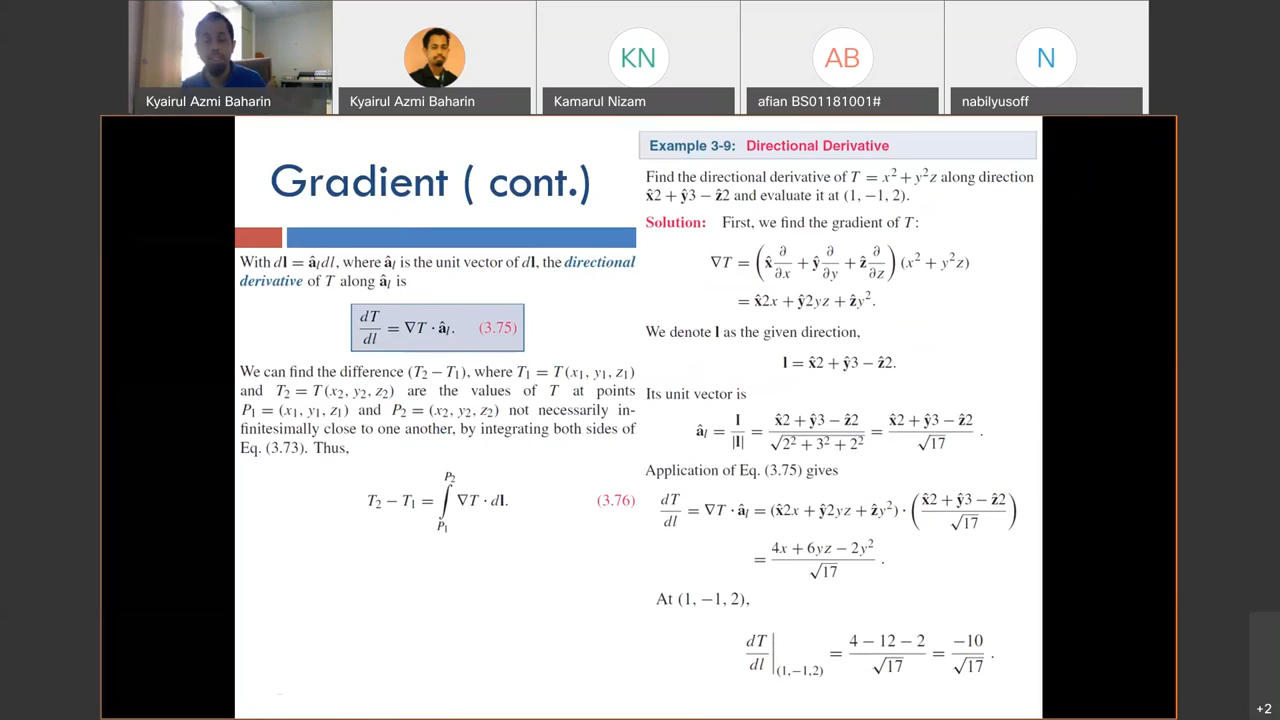 KN
AB
N
Kyairul Azmi Baharin
Kyairul Azmi Baharin
Kamarul Nizam
afian BS01181001#
nabilyusoff
Gradient ( cont.)
With dl = â_l dl, where â_l is the unit vector of dl, the directional
derivative of T along â_l is
dT/dl = ∇T · â_l. (3.75)
We can find the difference (T₂ − T₁), where T₁ = T(x₁, y₁, z₁)
and T₂ = T(x₂, y₂, z₂) are the values of T at points
P₁ = (x₁, y₁, z₁) and P₂ = (x₂, y₂, z₂) not necessarily in-
finitesimally close to one another, by integrating both sides of
Eq. (3.73). Thus,
T₂ − T₁ = ∫_{P₁}^{P₂} ∇T · dl. (3.76)
Example 3-9: Directional Derivative
Find the directional derivative of T = x² + y²z along direction
x̂2 + ŷ3 − ẑ2 and evaluate it at (1, −1, 2).
Solution: First, we find the gradient of T:
∇T = (x̂ ∂/∂x + ŷ ∂/∂y + ẑ ∂/∂z) (x² + y²z)
= x̂2x + ŷ2yz + ẑy².
We denote l as the given direction,
l = x̂2 + ŷ3 − ẑ2.
Its unit vector is
â_l = l/|l| = (x̂2 + ŷ3 − ẑ2)/√(2² + 3² + 2²) = (x̂2 + ŷ3 − ẑ2)/√17 .
Application of Eq. (3.75) gives
dT/dl = ∇T · â_l = (x̂2x + ŷ2yz + ẑy²) · ((x̂2 + ŷ3 − ẑ2)/√17)
= (4x + 6yz − 2y²)/√17 .
At (1, −1, 2),
dT/dl |_(1,−1,2) = (4 − 12 − 2)/√17 = −10/√17 .
+2